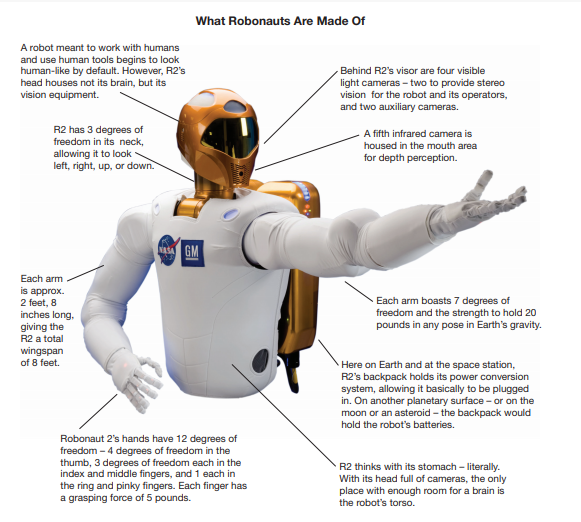 What Robonauts Are Made Of
A robot meant to work with humans
and use human tools begins to look
human-like by default. However, R2's
head houses not its brain, but its
vision equipment.
Behind R2's visor are four visible
light cameras – two to provide stereo
vision for the robot and its operators,
and two auxiliary cameras.
R2 has 3 degrees of
freedom in its neck,
allowing it to look
left, right, up, or down.
A fifth infrared camera is
housed in the mouth area
for depth perception.
NASA
GM
Each arm
is approx.
2 feet, 8
inches long,
giving the
R2 a total
wingspan
of 8 feet.
Each arm boasts 7 degrees of
freedom and the strength to hold 20
pounds in any pose in Earth's gravity.
Here on Earth and at the space station,
R2's backpack holds its power conversion
system, allowing it basically to be plugged
in. On another planetary surface – or on the
moon or an asteroid – the backpack would
hold the robot's batteries.
Robonaut 2's hands have 12 degrees of
freedom – 4 degrees of freedom in the
thumb, 3 degrees of freedom each in the
index and middle fingers, and 1 each in
the ring and pinky fingers. Each finger has
a grasping force of 5 pounds.
R2 thinks with its stomach – literally.
With its head full of cameras, the only
place with enough room for a brain is
the robot's torso.